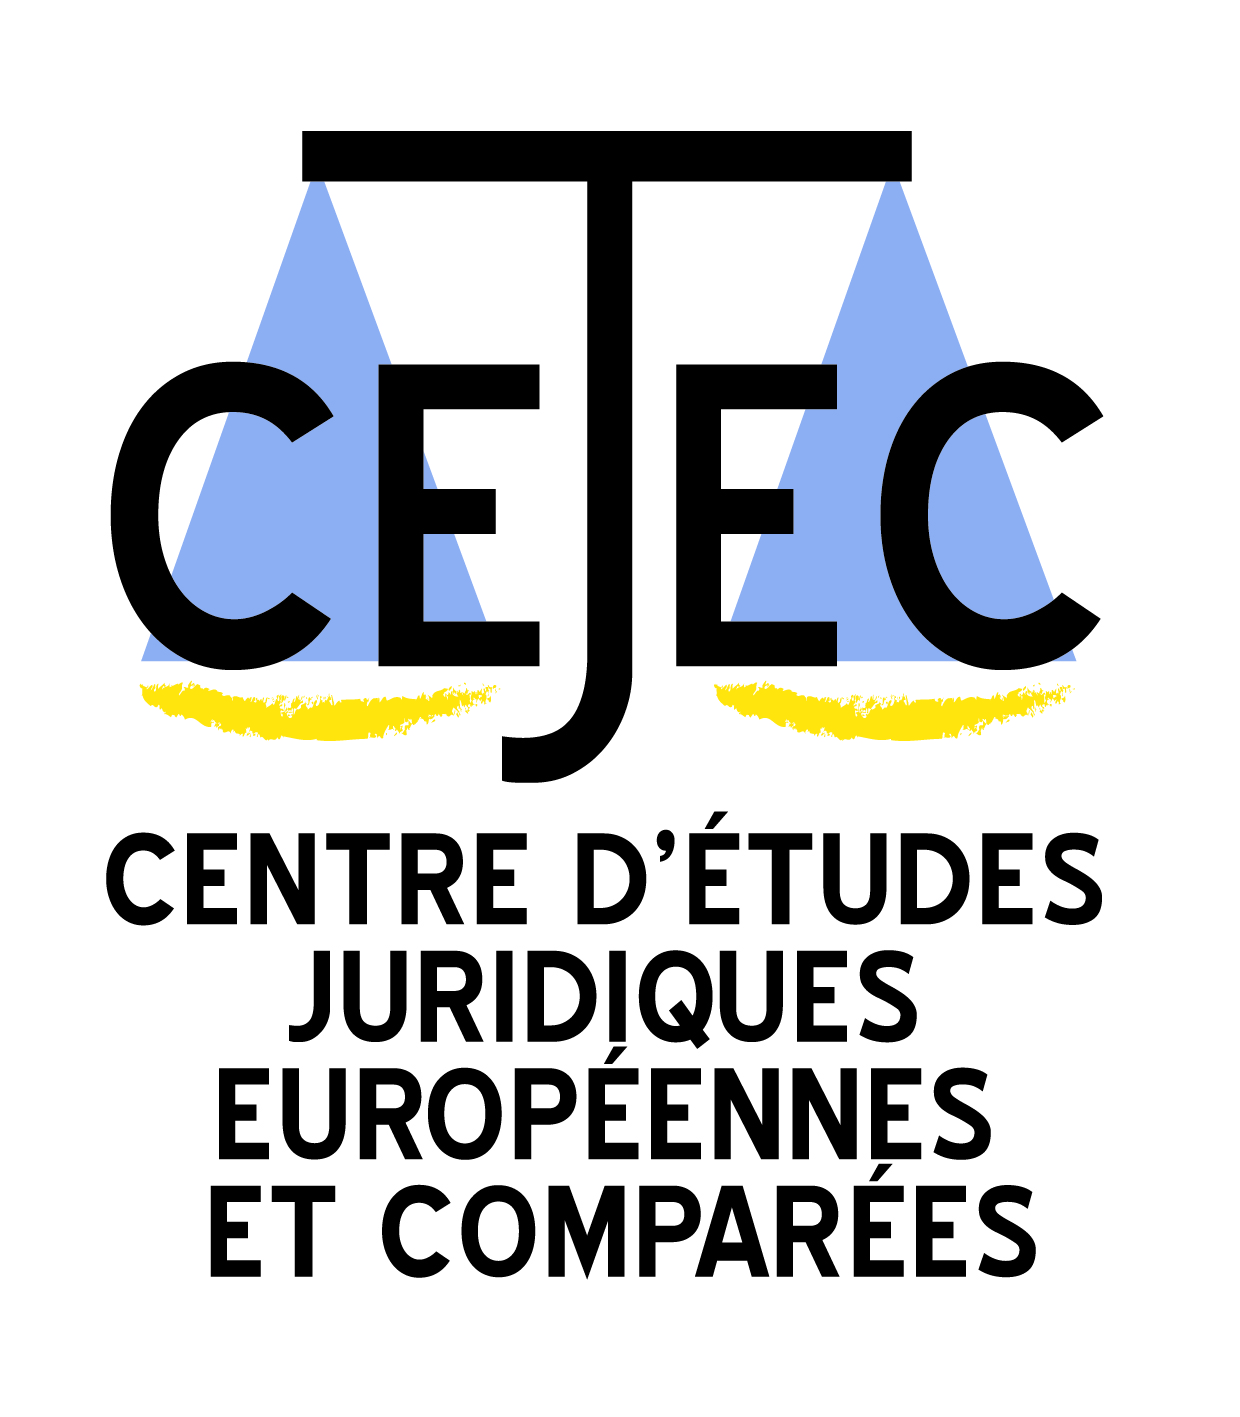 CEJEC
CENTRE D'ÉTUDES
JURIDIQUES
EUROPÉENNES
ET COMPARÉES